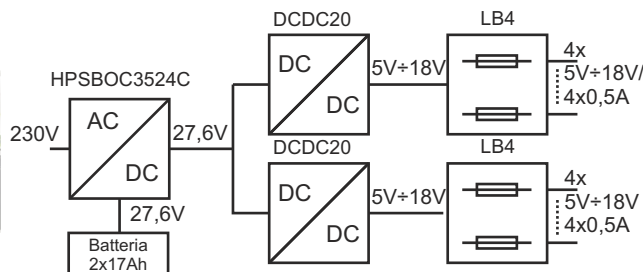 DCDC20
LB4
HPSBOC3524C
DC
DC
5V÷18V
4x
5V÷18V/
4x0,5A
230V
AC
DC
27,6V
27,6V
Batteria
2x17Ah
DCDC20
LB4
DC
DC
5V÷18V
4x
5V÷18V
4x0,5A